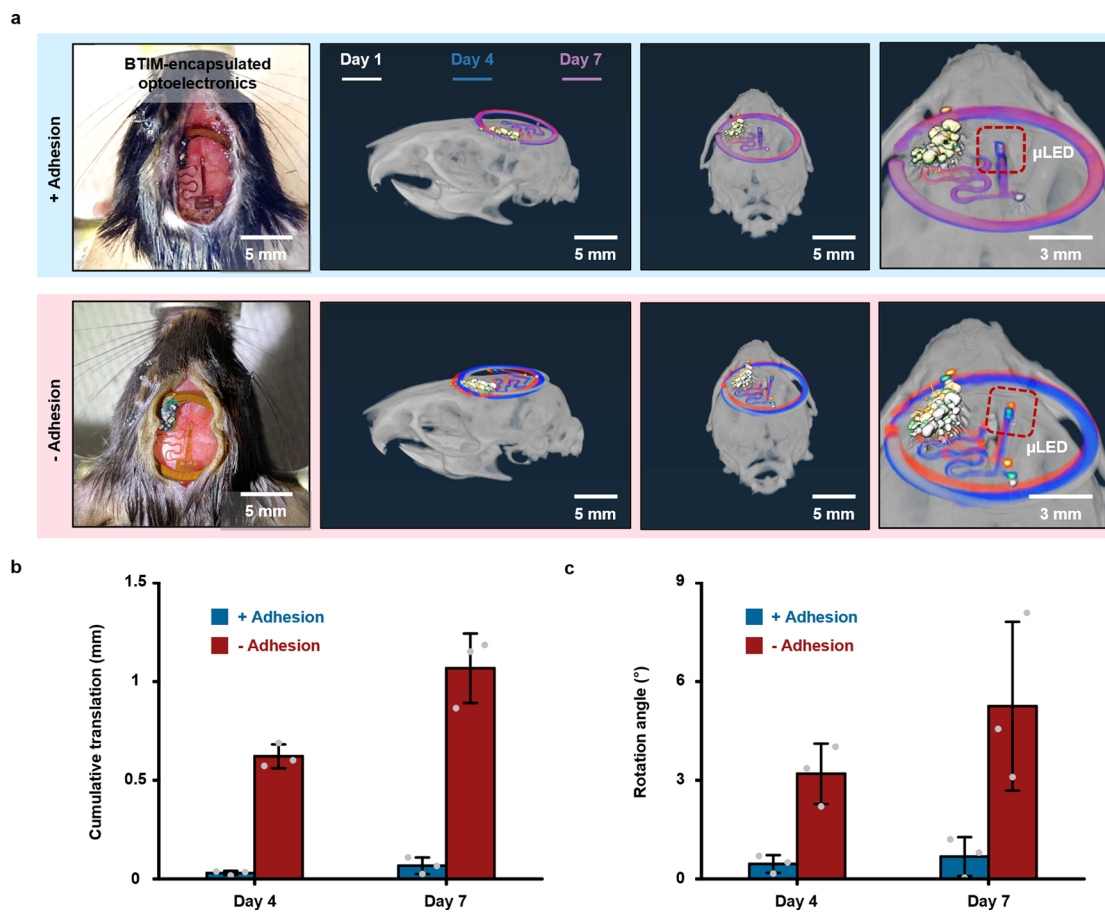 a
+ Adhesion
BTIM-encapsulated
optoelectronics
5 mm
Day 1
Day 4
Day 7
5 mm
5 mm
μLED
3 mm
- Adhesion
5 mm
5 mm
5 mm
μLED
3 mm
b
Cumulative translation (mm)
1.5
1
0.5
0
+ Adhesion
- Adhesion
Day 4
Day 7
c
Rotation angle (°)
9
6
3
0
+ Adhesion
- Adhesion
Day 4
Day 7